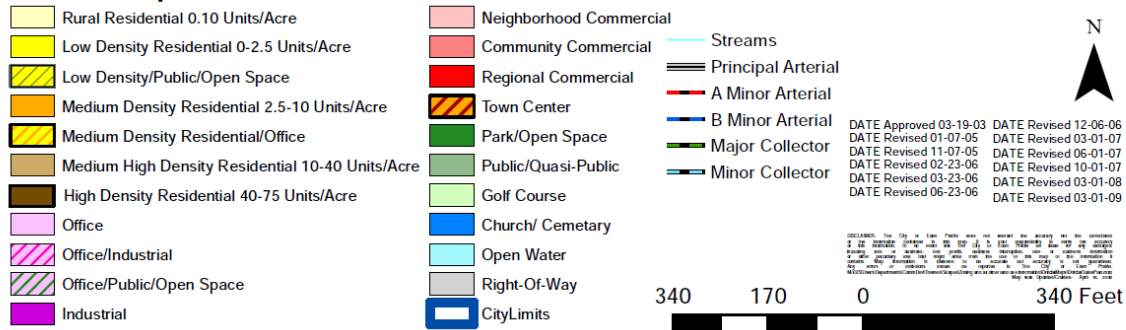 Rural Residential 0.10 Units/Acre
Low Density Residential 0-2.5 Units/Acre
Low Density/Public/Open Space
Medium Density Residential 2.5-10 Units/Acre
Medium Density Residential/Office
Medium High Density Residential 10-40 Units/Acre
High Density Residential 40-75 Units/Acre
Office
Office/Industrial
Office/Public/Open Space
Industrial
Neighborhood Commercial
Community Commercial
Regional Commercial
Town Center
Park/Open Space
Public/Quasi-Public
Golf Course
Church/ Cemetary
Open Water
Right-Of-Way
CityLimits
Streams
Principal Arterial
A Minor Arterial
B Minor Arterial
Major Collector
Minor Collector
N
DATE Approved 03-19-03
DATE Revised 01-07-05
DATE Revised 11-07-05
DATE Revised 02-23-06
DATE Revised 03-23-06
DATE Revised 06-23-06
DATE Revised 12-06-06
DATE Revised 03-01-07
DATE Revised 06-01-07
DATE Revised 10-01-07
DATE Revised 03-01-08
DATE Revised 03-01-09
340 170 0 340 Feet